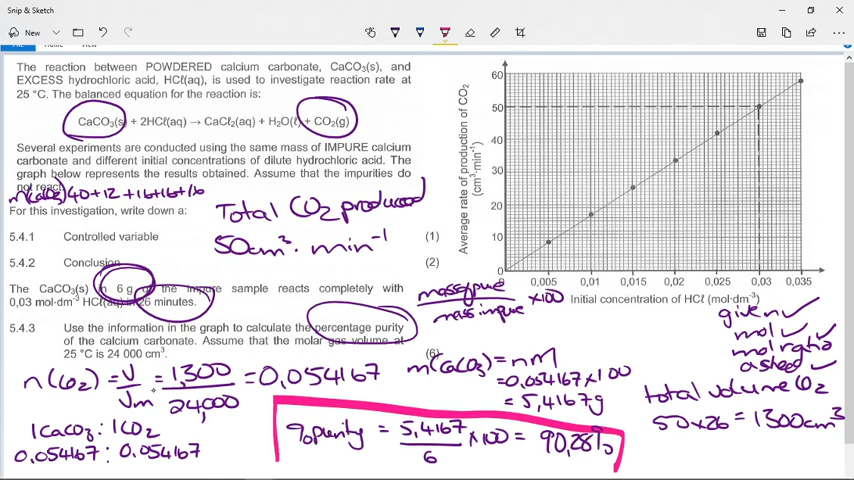 Snip & Sketch
New
The reaction between POWDERED calcium carbonate, CaCO₃(s), and
EXCESS hydrochloric acid, HCℓ(aq), is used to investigate reaction rate at
25 °C. The balanced equation for the reaction is:
CaCO₃(s) + 2HCℓ(aq) → CaCℓ₂(aq) + H₂O(ℓ) + CO₂(g)
Several experiments are conducted using the same mass of IMPURE calcium
carbonate and different initial concentrations of dilute hydrochloric acid. The
graph below represents the results obtained. Assume that the impurities do
not react.
m(CaCO₃) 40+12+16+16+16
For this investigation, write down a:
Total CO₂ produced
50cm³.min⁻¹
5.4.1 Controlled variable (1)
5.4.2 Conclusion (2)
The CaCO₃(s) in 6 g of the impure sample reacts completely with
0,03 mol·dm⁻³ HCℓ(aq) in 26 minutes.
5.4.3 Use the information in the graph to calculate the percentage purity
of the calcium carbonate. Assume that the molar gas volume at
25 °C is 24 000 cm³. (6)
n(CO₂) = V/Vm = 1300/24,000 = 0,054167
1CaCO₃ : 1CO₂
0.054167 : 0.054167
mass pure/mass impure ×100
m(CaCO₃) = nM
= 0,054167 × 100
= 5,4167g
% purity = 5,4167/6 ×100 = 90,28%
Average rate of production of CO₂
(cm³·min⁻¹)
60
50
40
30
20
10
0
0,005 0,01 0,015 0,02 0,025 0,03 0,035
Initial concentration of HCℓ (mol·dm⁻³)
given ✓
mol ✓
mol ratio ✓
asked ✓
total volume CO₂
50 × 26 = 1300cm³